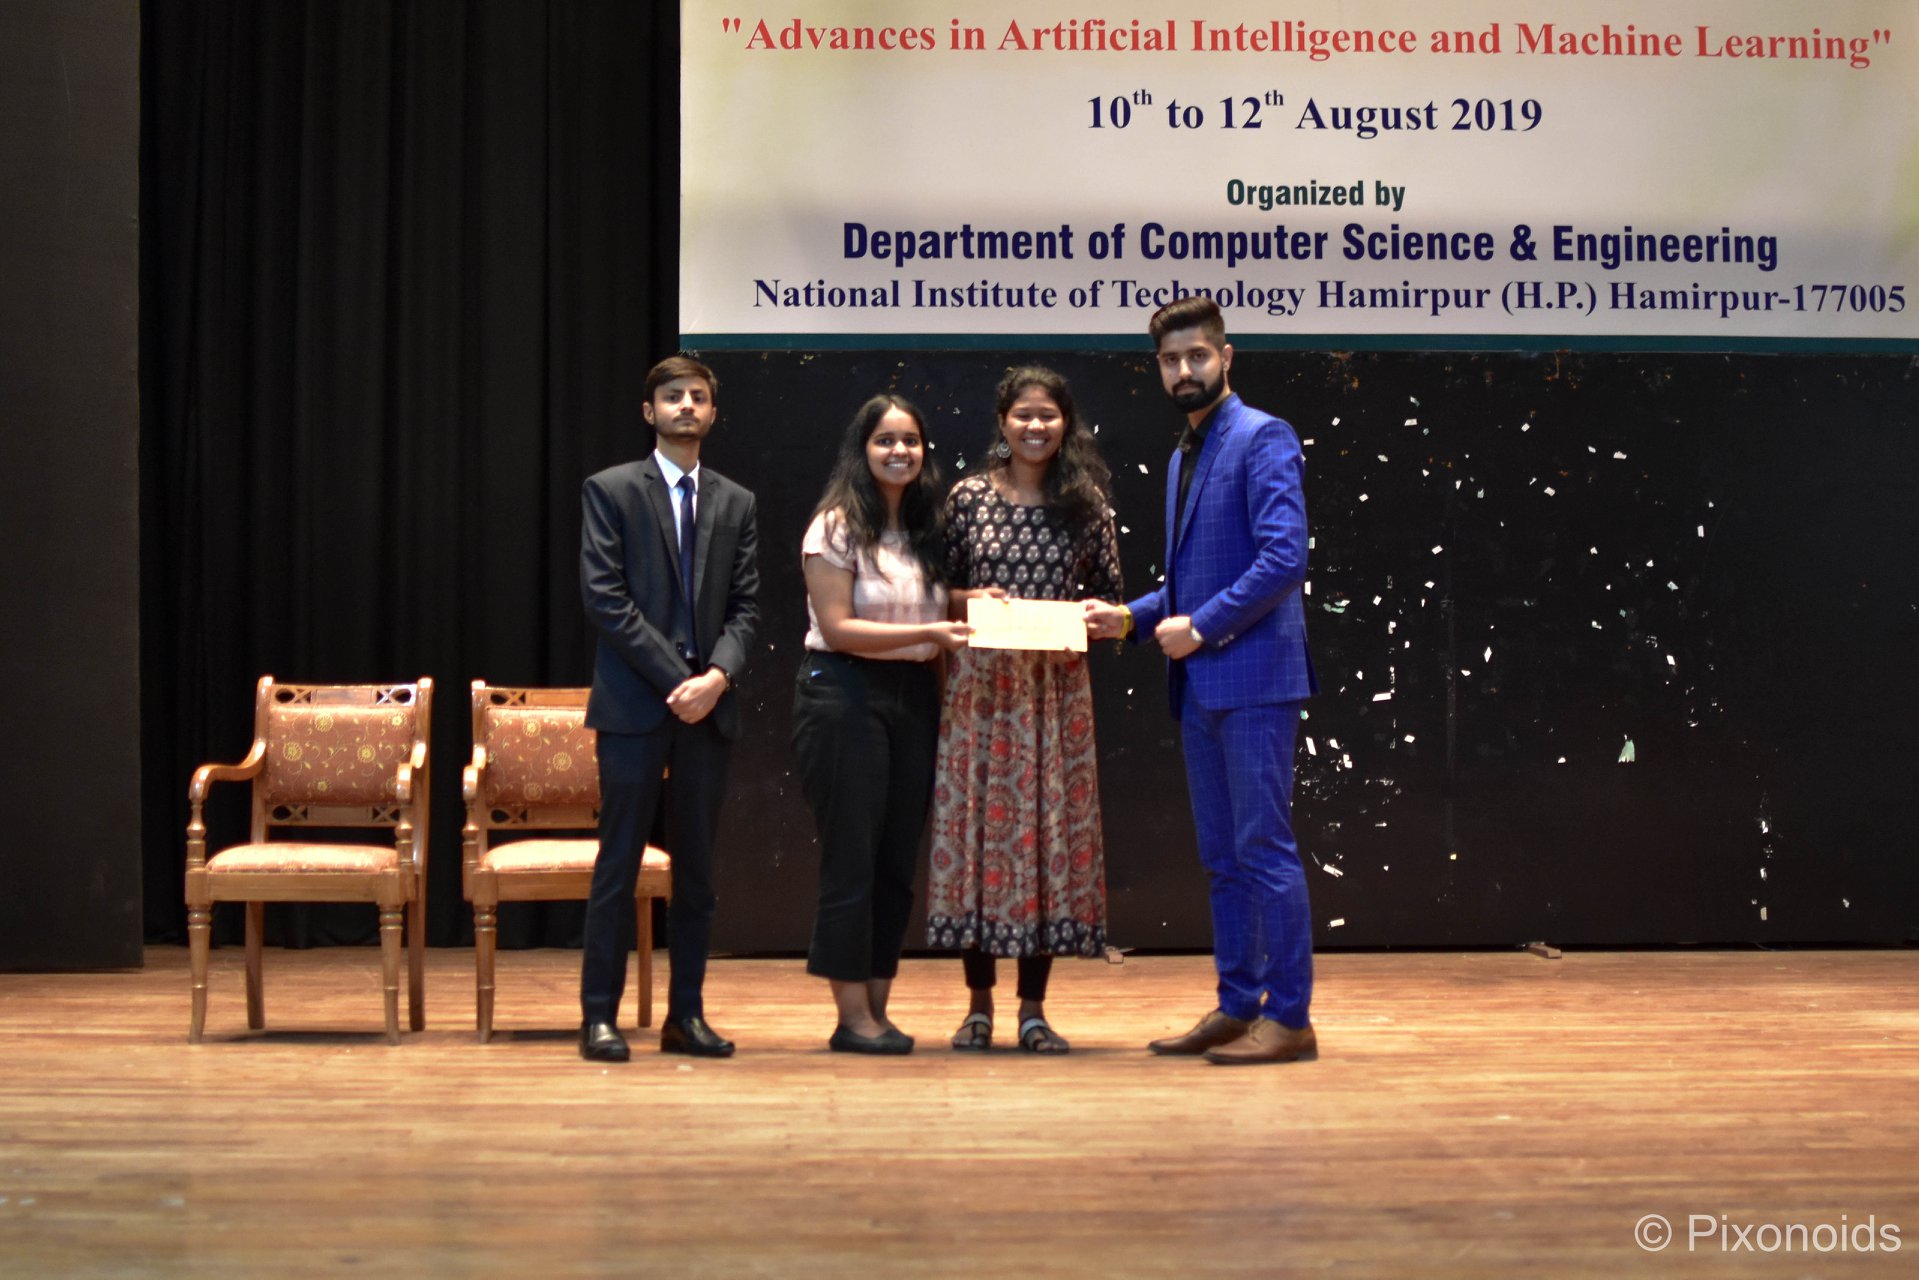 "Advances in Artificial Intelligence and Machine Learning"
10th to 12th August 2019
Organized by
Department of Computer Science & Engineering
National Institute of Technology Hamirpur (H.P.) Hamirpur-177005
© Pixonoids